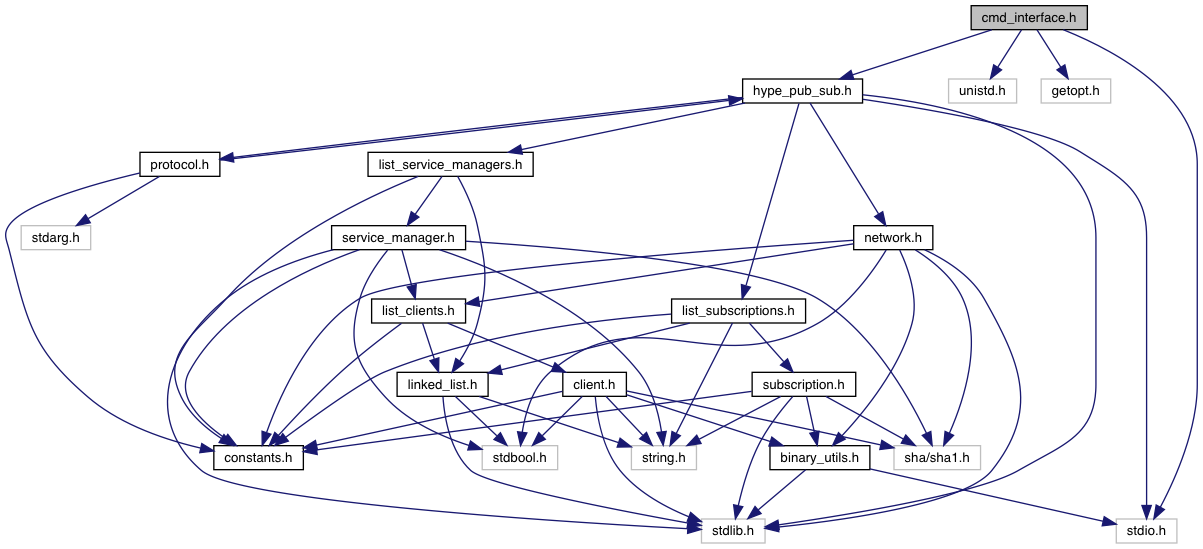 cmd_interface.h
hype_pub_sub.h
unistd.h
getopt.h
protocol.h
list_service_managers.h
stdarg.h
service_manager.h
network.h
list_clients.h
list_subscriptions.h
linked_list.h
client.h
subscription.h
constants.h
stdbool.h
string.h
binary_utils.h
sha/sha1.h
stdlib.h
stdio.h